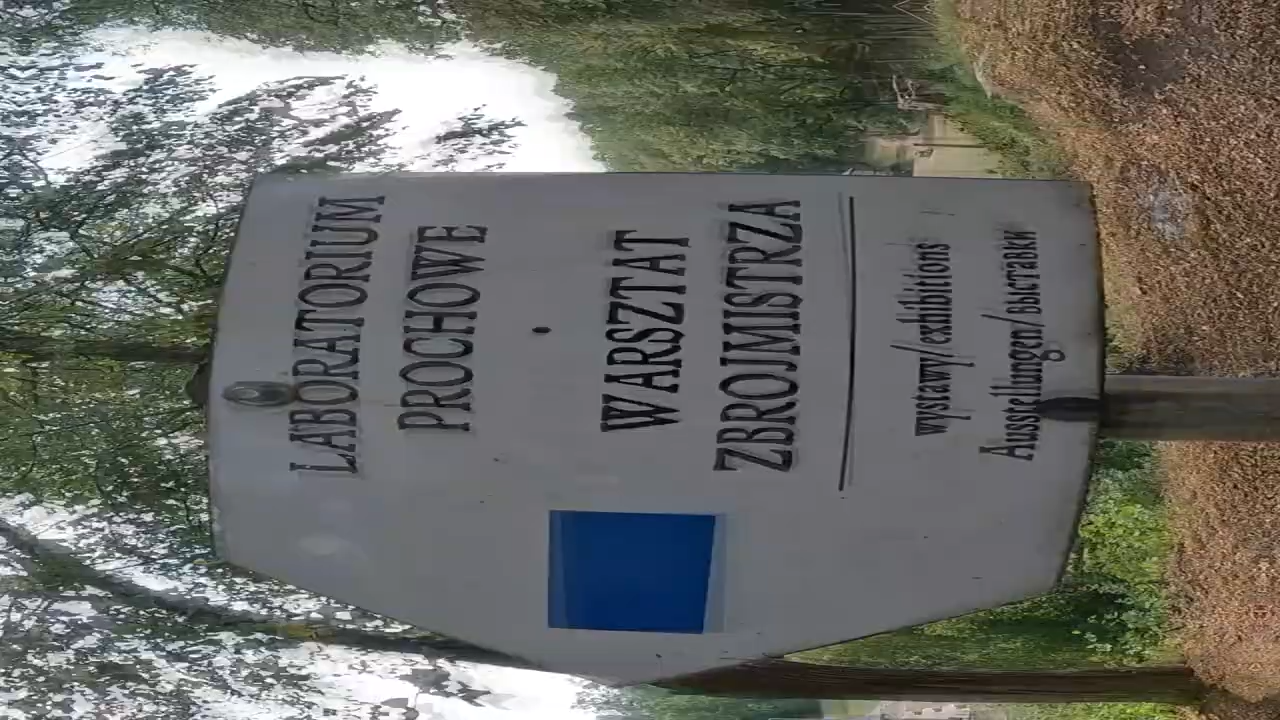 LABORATORIUM
PROCHOWE
WARSZTAT
ZBROJMISTRZA
wystawy/exhibitions
Ausstellungen/выставки